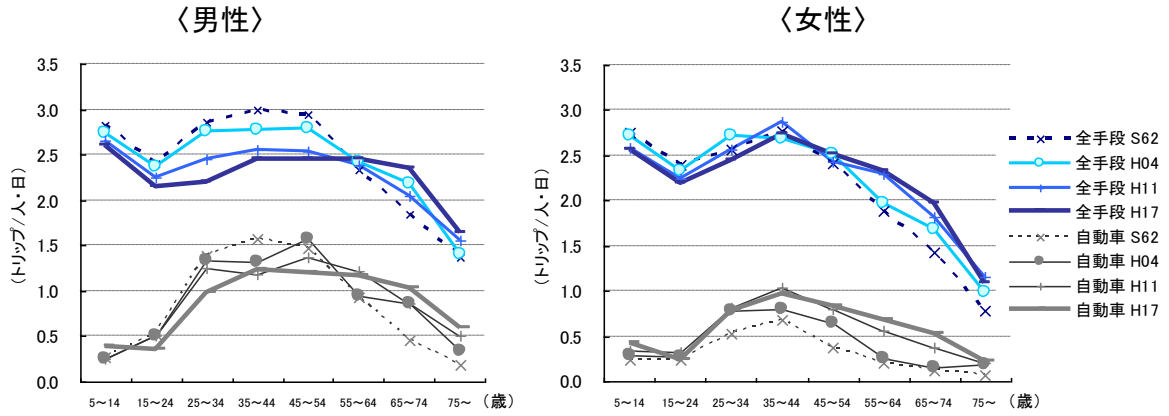 〈男性〉
(トリップ/人・日)
3.5
3.0
2.5
2.0
1.5
1.0
0.5
0.0
5～14 15～24 25～34 35～44 45～54 55～64 65～74 75～ (歳)
〈女性〉
(トリップ/人・日)
3.5
3.0
2.5
2.0
1.5
1.0
0.5
0.0
5～14 15～24 25～34 35～44 45～54 55～64 65～74 75～ (歳)
全手段 S62
全手段 H04
全手段 H11
全手段 H17
自動車 S62
自動車 H04
自動車 H11
自動車 H17